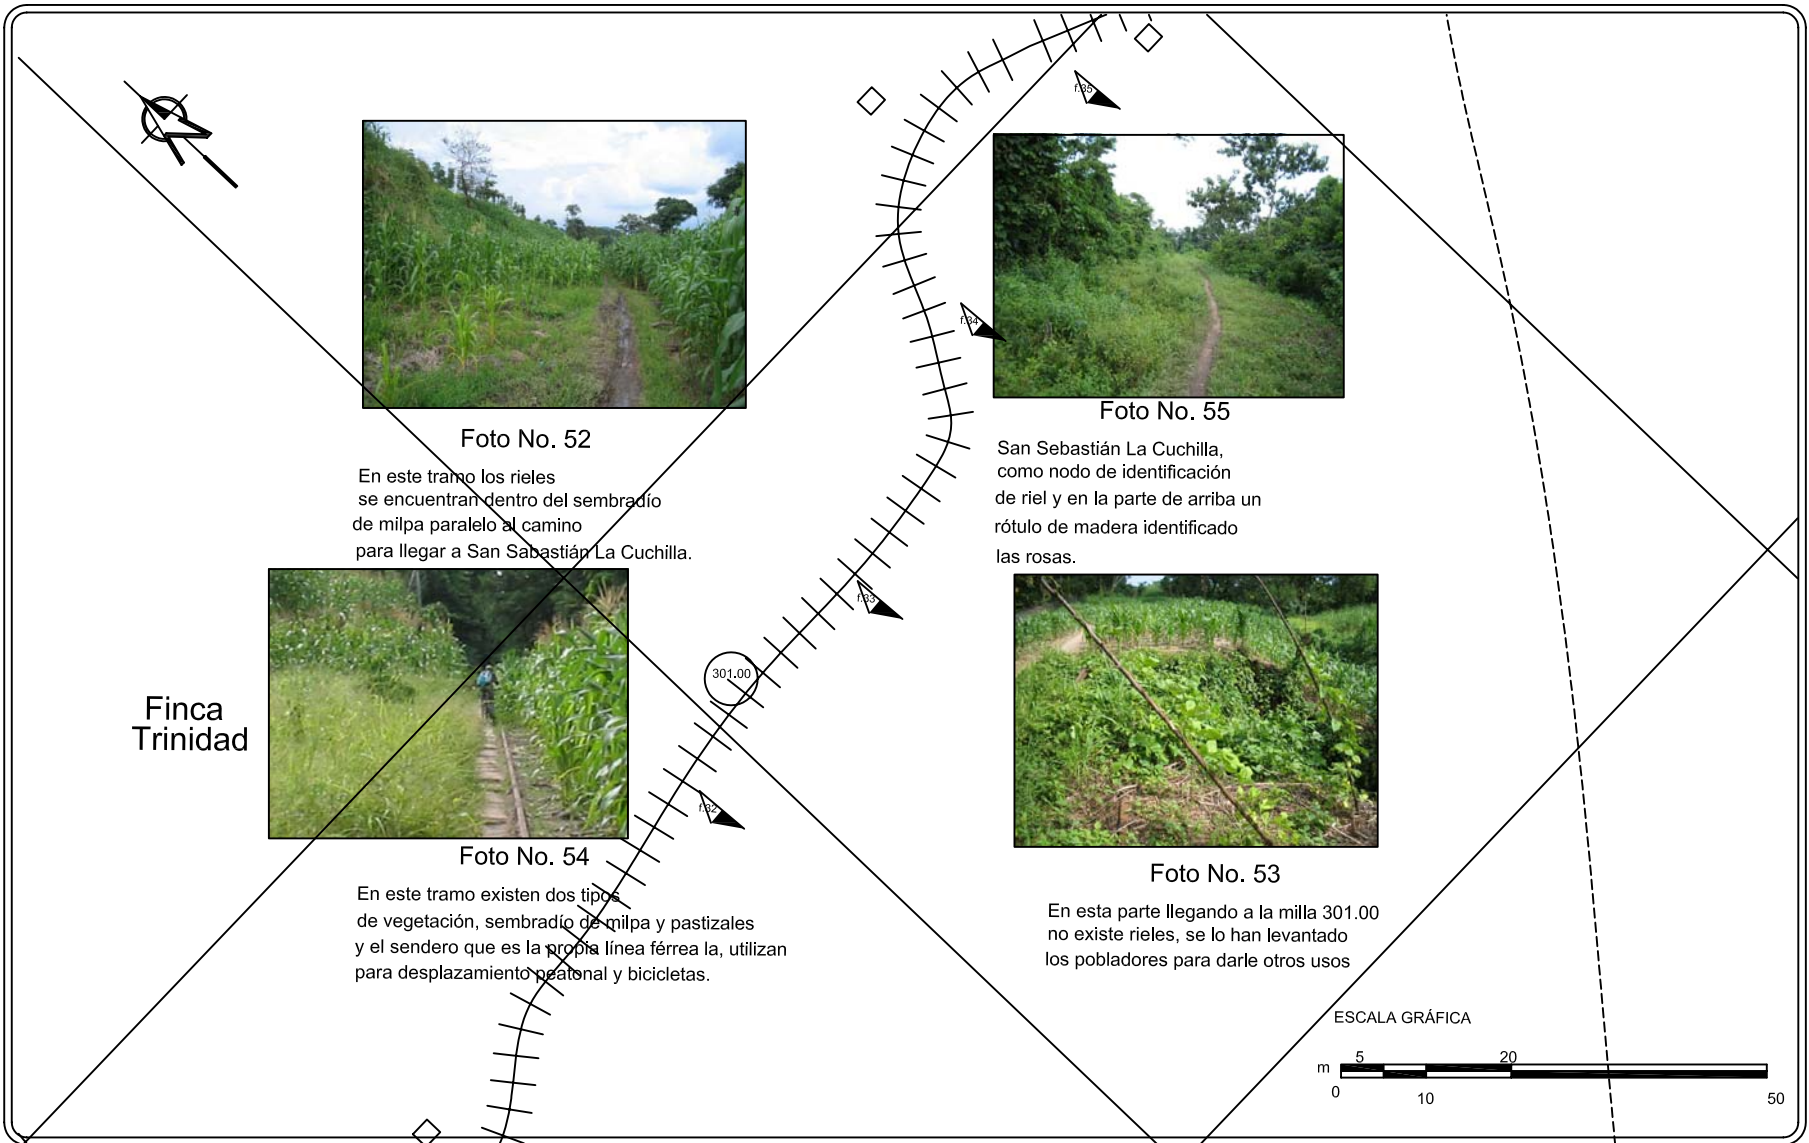 f.35
Foto No. 52
En este tramo los rieles
se encuentran dentro del sembradío
de milpa paralelo al camino
para llegar a San Sabastián La Cuchilla.
f.34
Foto No. 55
San Sebastián La Cuchilla,
como nodo de identificación
de riel y en la parte de arriba un
rótulo de madera identificado
las rosas.
f.33
301.00
Finca
Trinidad
f.32
Foto No. 54
En este tramo existen dos tipos
de vegetación, sembradío de milpa y pastizales
y el sendero que es la propia línea férrea la, utilizan
para desplazamiento peatonal y bicicletas.
Foto No. 53
En esta parte llegando a la milla 301.00
no existe rieles, se lo han levantado
los pobladores para darle otros usos
ESCALA GRÁFICA
5 20
m
0 10 50